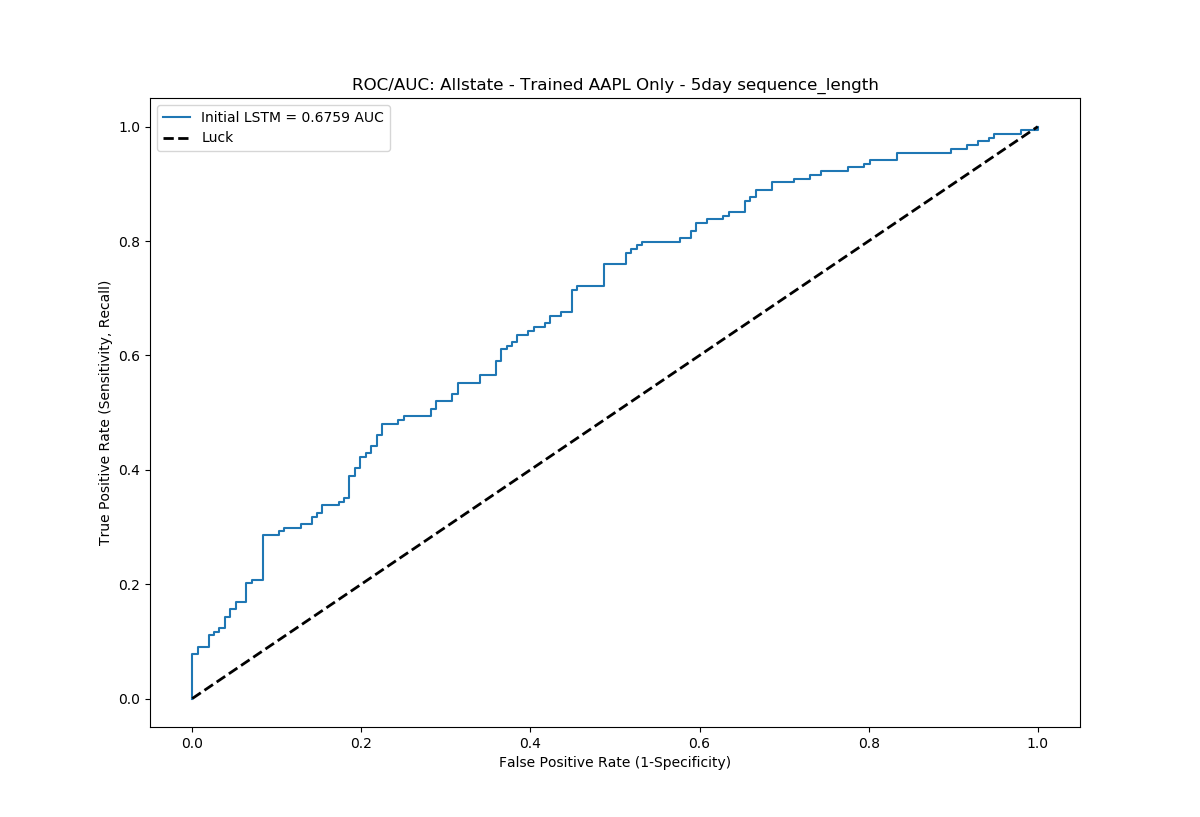 ROC/AUC: Allstate - Trained AAPL Only - 5day sequence_length
Initial LSTM = 0.6759 AUC
Luck
1.0
0.8
0.6
0.4
0.2
0.0
True Positive Rate (Sensitivity, Recall)
0.0 0.2 0.4 0.6 0.8 1.0
False Positive Rate (1-Specificity)